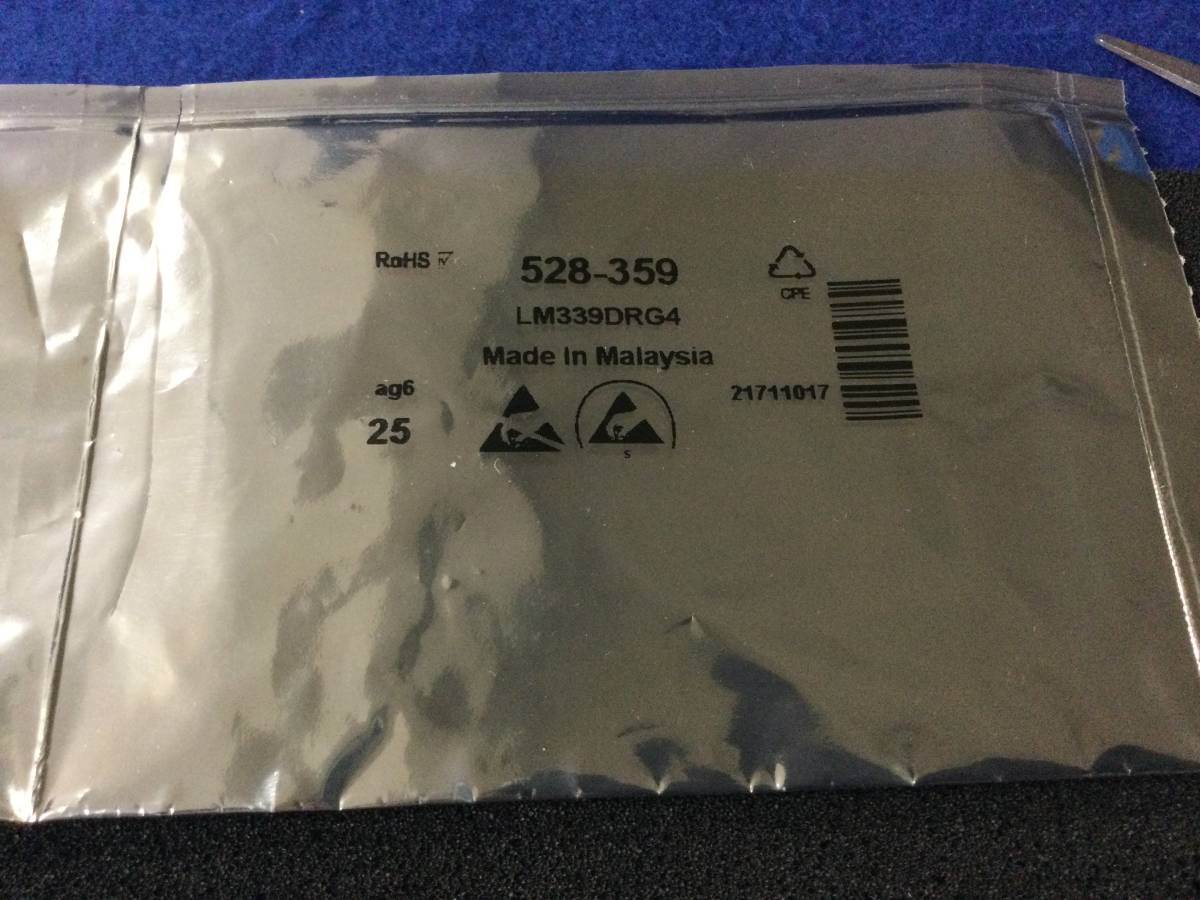 RoHS
528-359
CPE
LM339DRG4
Made In Malaysia
ag6
21711017
25
S